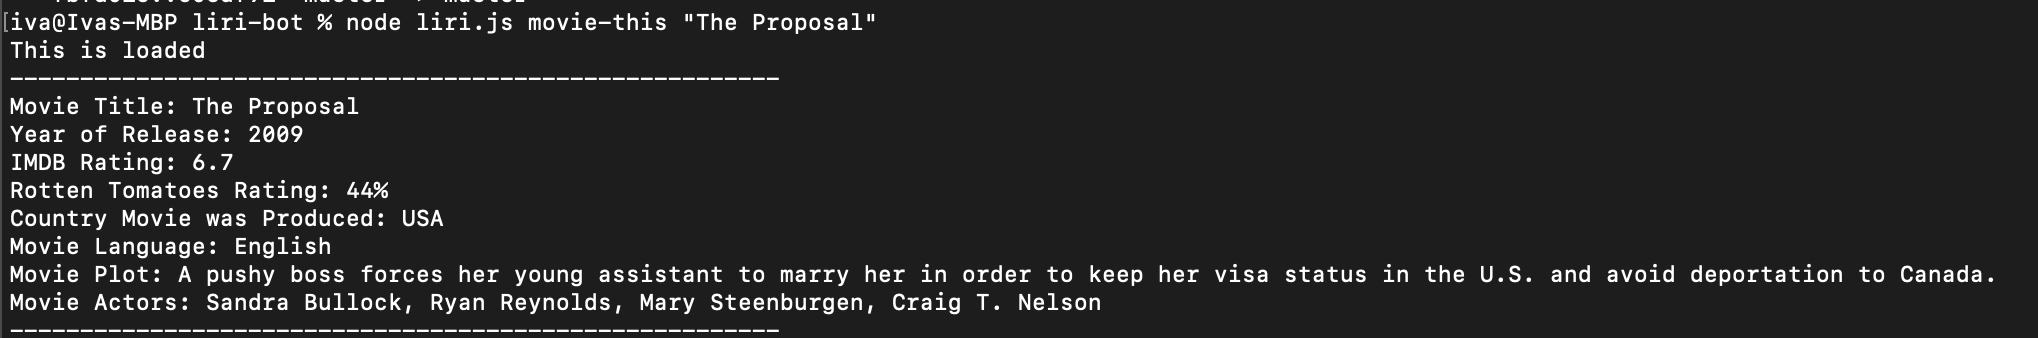 [iva@Ivas-MBP liri-bot % node liri.js movie-this "The Proposal"
This is loaded
-------------------------------------------------------
Movie Title: The Proposal
Year of Release: 2009
IMDB Rating: 6.7
Rotten Tomatoes Rating: 44%
Country Movie was Produced: USA
Movie Language: English
Movie Plot: A pushy boss forces her young assistant to marry her in order to keep her visa status in the U.S. and avoid deportation to Canada.
Movie Actors: Sandra Bullock, Ryan Reynolds, Mary Steenburgen, Craig T. Nelson
-------------------------------------------------------